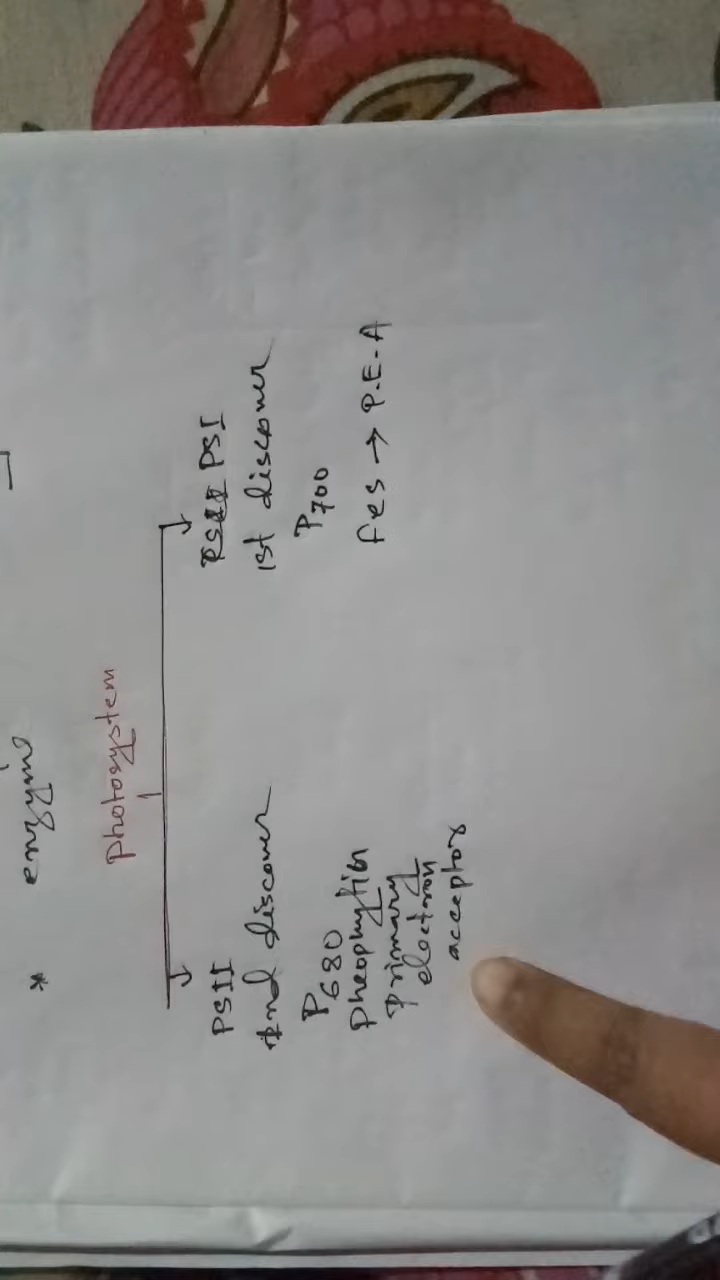 * enzyme
Photosystem
PSII
2nd discover
P680
Pheophytin
Primary
electron
acceptor
PSI
1st discover
P700
fes → P.E.A